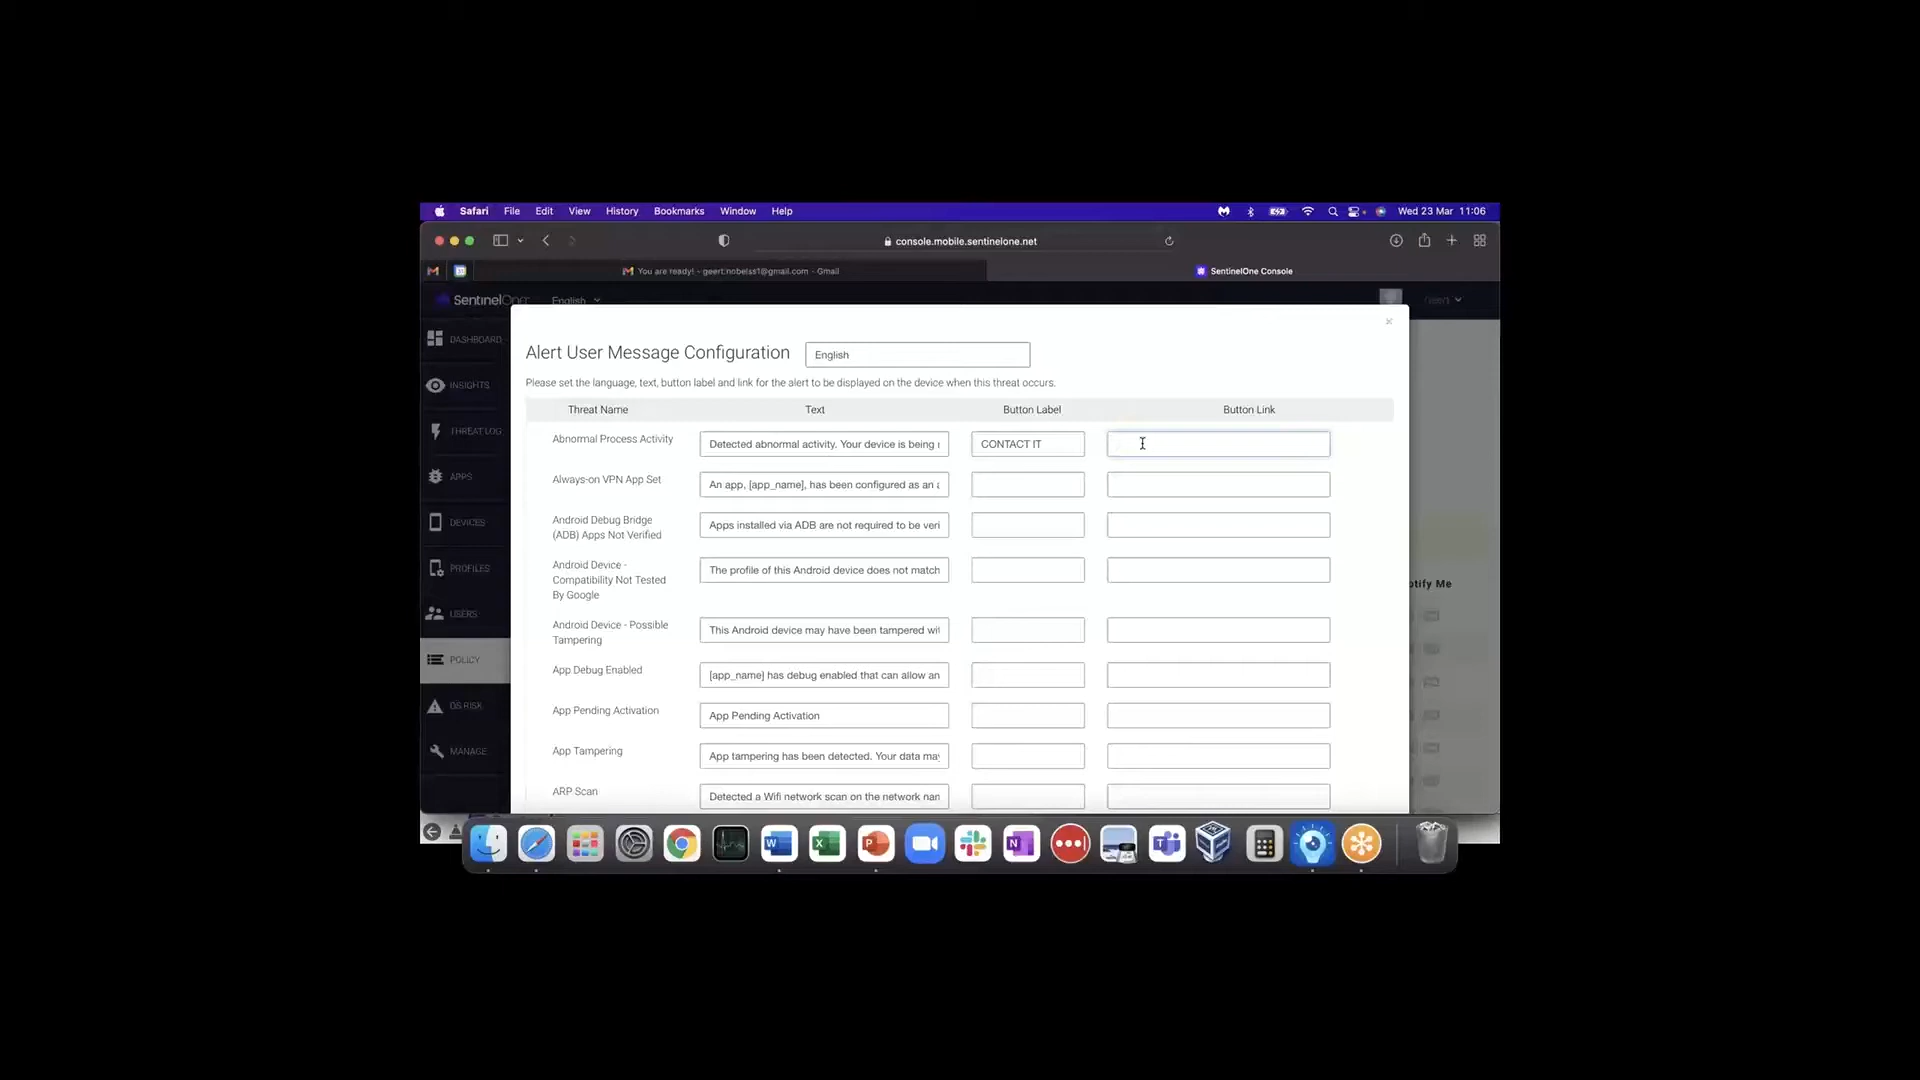 Safari File Edit View History Bookmarks Window Help Wed 23 Mar 11:06
console.mobile.sentinelone.net
You are ready! - - Gmail SentinelOne Console
SentinelOne English
DASHBOARD
INSIGHTS
THREAT LOG
APPS
DEVICES
PROFILES
USERS
POLICY
OS RISK
MANAGE
Alert User Message Configuration English
Please set the language, text, button label and link for the alert to be displayed on the device when this threat occurs.
Threat Name Text Button Label Button Link
Abnormal Process Activity Detected abnormal activity. Your device is being CONTACT IT
Always-on VPN App Set An app, [app_name], has been configured as an
Android Debug Bridge
(ADB) Apps Not Verified Apps installed via ADB are not required to be veri
Android Device -
Compatibility Not Tested
By Google The profile of this Android device does not match
Android Device - Possible
Tampering This Android device may have been tampered wi
App Debug Enabled [app_name] has debug enabled that can allow an
App Pending Activation App Pending Activation
App Tampering App tampering has been detected. Your data may
ARP Scan Detected a Wifi network scan on the network nam
otify Me